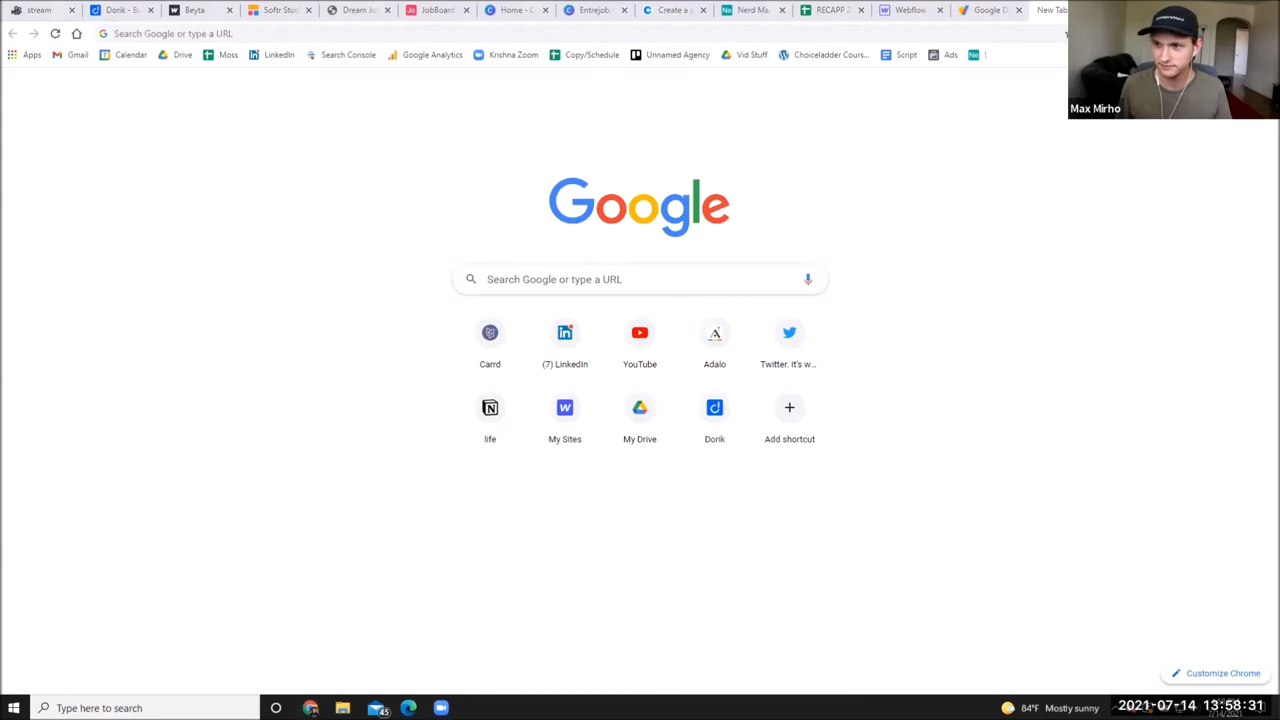 stream Dorik - B Beyta Softr Stud Dream Jo JobBoard Home - C Entrejob Create a p Nerd Ma RECAPP 2 Webflow Google D New Tab
Search Google or type a URL
Apps Gmail Calendar Drive Moss LinkedIn Search Console Google Analytics Krishna Zoom Copy/Schedule Unnamed Agency Vid Stuff Choiceladder Cours... Script Ads
Max Mirho
Google
Search Google or type a URL
Carrd (7) LinkedIn YouTube Adalo Twitter. It's w...
life My Sites My Drive Dorik Add shortcut
Customize Chrome
Type here to search 45 84°F Mostly sunny 2021-07-14 13:58:31